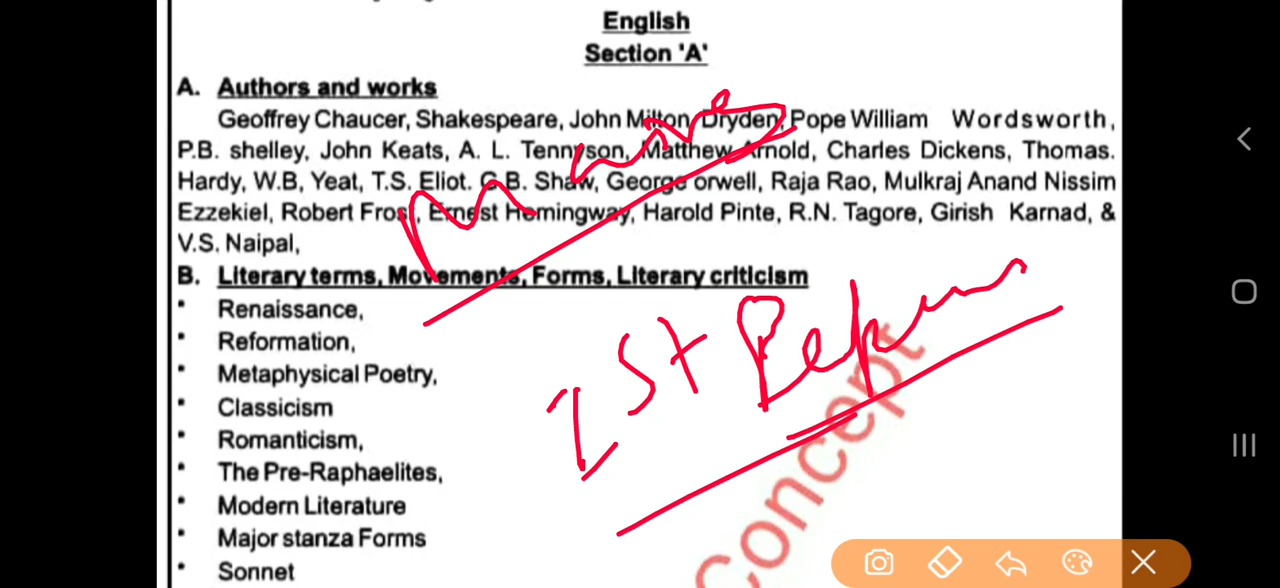 English
Section 'A'
A. Authors and works
Geoffrey Chaucer, Shakespeare, John Milton, Dryden, Pope William Wordsworth,
P.B. shelley, John Keats, A. L. Tennyson, Matthew Arnold, Charles Dickens, Thomas.
Hardy, W.B, Yeat, T.S. Eliot. G.B. Shaw, George orwell, Raja Rao, Mulkraj Anand Nissim
Ezzekiel, Robert Frost, Ernest Hemingway, Harold Pinte, R.N. Tagore, Girish Karnad, &
V.S. Naipal,
B. Literary terms, Movements, Forms, Literary criticism
• Renaissance,
• Reformation,
• Metaphysical Poetry,
• Classicism
• Romanticism,
• The Pre-Raphaelites,
• Modern Literature
• Major stanza Forms
• Sonnet
1st
Concept